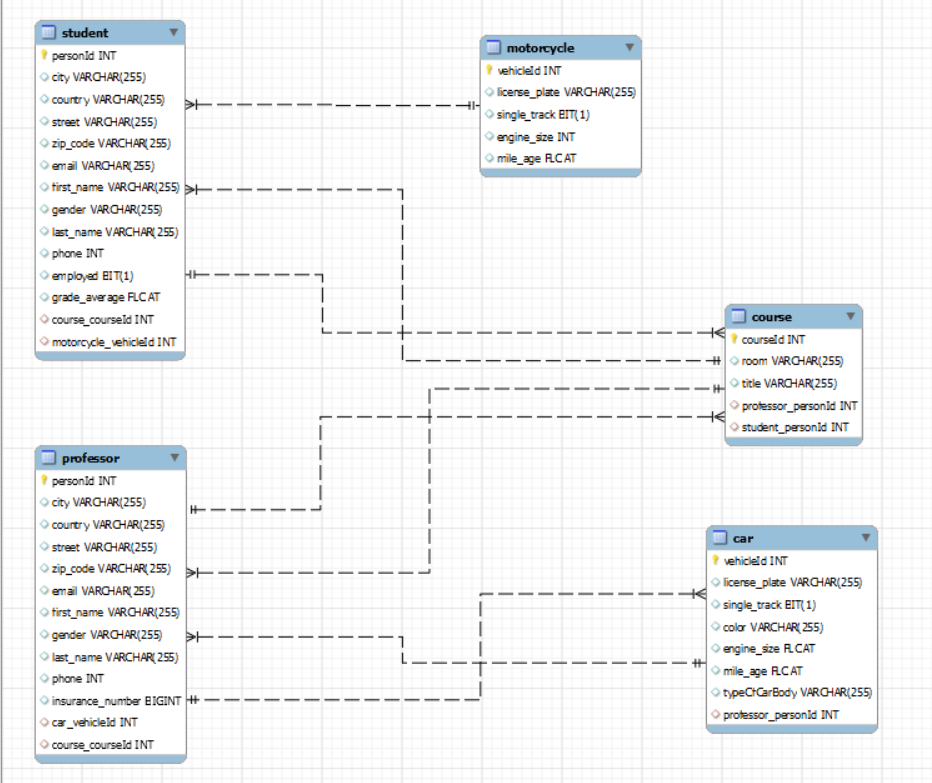 student
personId INT
city VARCHAR(255)
country VARCHAR(255)
street VARCHAR(255)
zip_code VARCHAR(255)
email VARCHAR(255)
first_name VARCHAR(255)
gender VARCHAR(255)
last_name VARCHAR(255)
phone INT
employed BIT(1)
grade_average FLOAT
course_courseId INT
motorcycle_vehicleId INT
motorcycle
vehicleId INT
license_plate VARCHAR(255)
single_track BIT(1)
engine_size INT
mile_age FLOAT
course
courseId INT
room VARCHAR(255)
title VARCHAR(255)
professor_personId INT
student_personId INT
professor
personId INT
city VARCHAR(255)
country VARCHAR(255)
street VARCHAR(255)
zip_code VARCHAR(255)
email VARCHAR(255)
first_name VARCHAR(255)
gender VARCHAR(255)
last_name VARCHAR(255)
phone INT
insurance_number BIGINT
car_vehicleId INT
course_courseId INT
car
vehicleId INT
license_plate VARCHAR(255)
single_track BIT(1)
color VARCHAR(255)
engine_size FLOAT
mile_age FLOAT
typeOfCarBody VARCHAR(255)
professor_personId INT